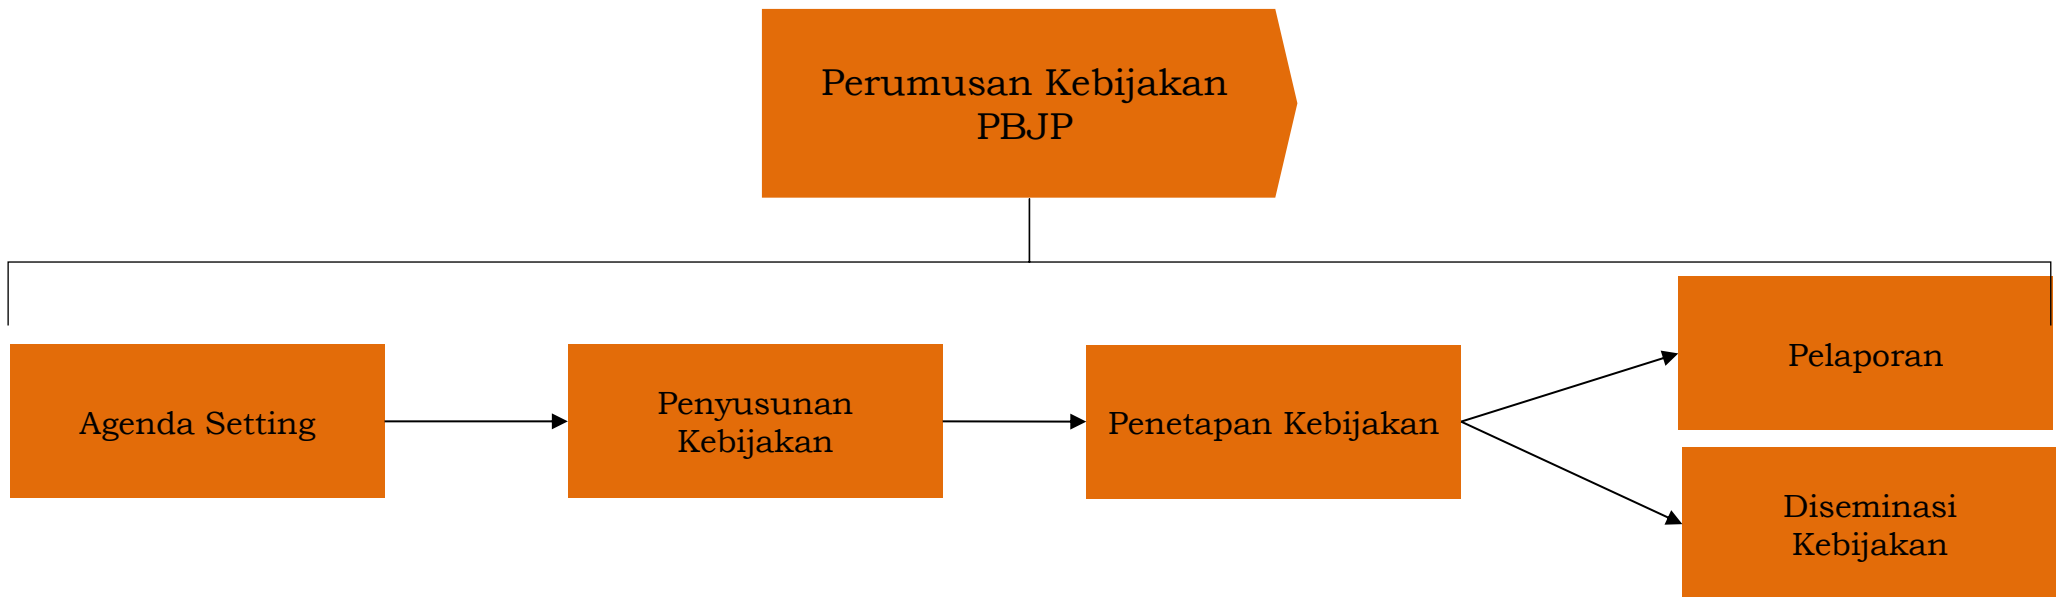 Perumusan Kebijakan
PBJP
Agenda Setting
Penyusunan
Kebijakan
Penetapan Kebijakan
Pelaporan
Diseminasi
Kebijakan